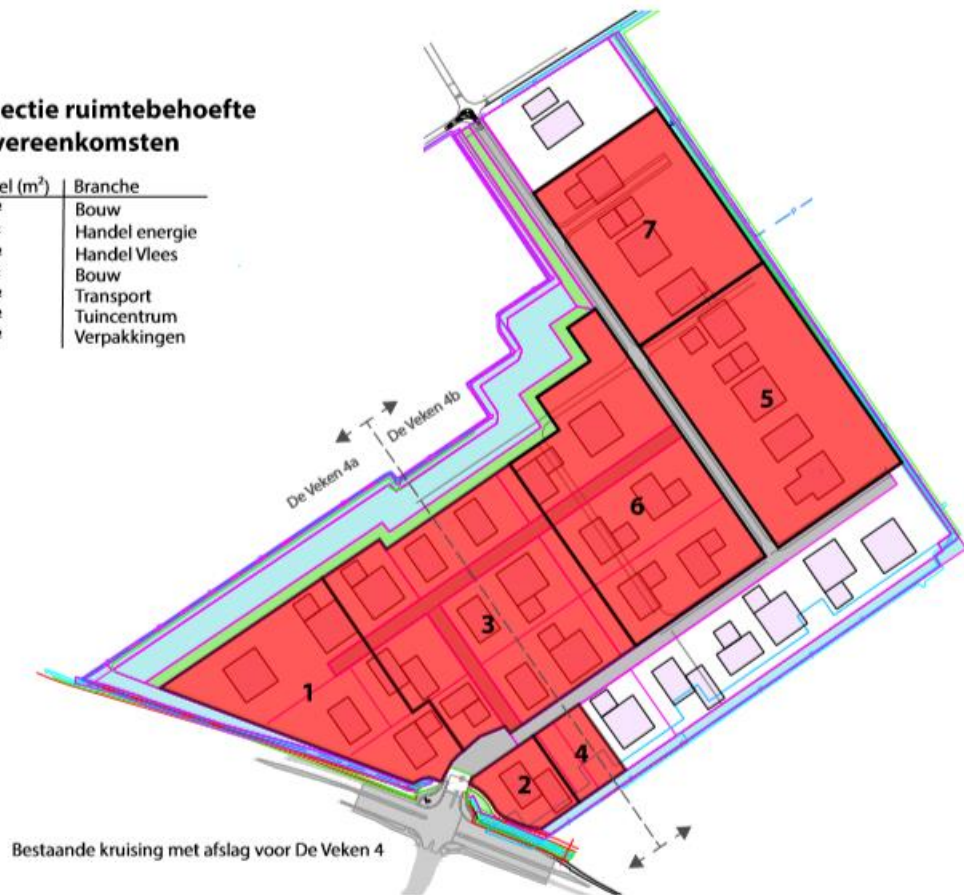 ectie ruimtebehoefte
vereenkomsten
el (m²) Branche
Bouw
Handel energie
Handel Vlees
Bouw
Transport
Tuincentrum
Verpakkingen
7
5
De Veken 4b
De Veken 4a
6
3
1
4
2
Bestaande kruising met afslag voor De Veken 4